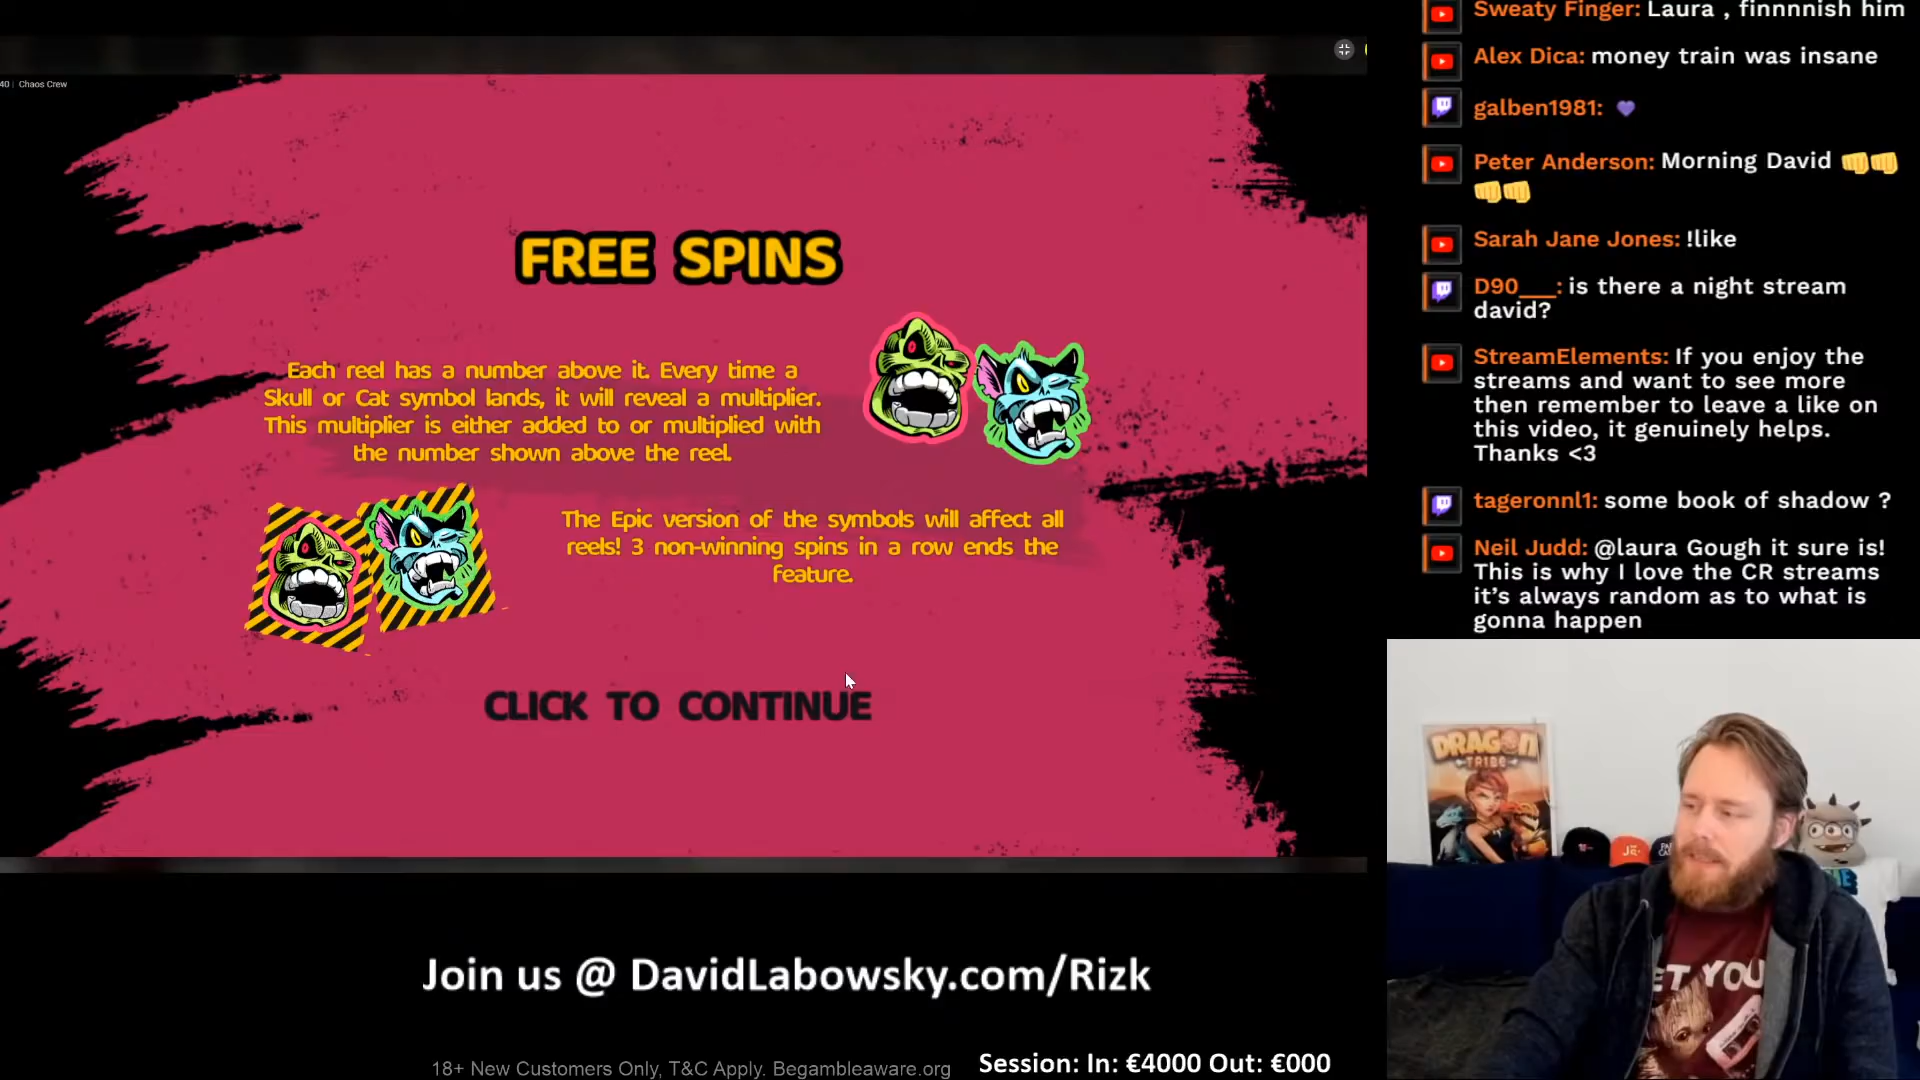 40 | Chaos Crew
FREE SPINS
Each reel has a number above it. Every time a
Skull or Cat symbol lands, it will reveal a multiplier.
This multiplier is either added to or multiplied with
the number shown above the reel.
The Epic version of the symbols will affect all
reels! 3 non-winning spins in a row ends the
feature.
CLICK TO CONTINUE
Join us @ DavidLabowsky.com/Rizk
18+ New Customers Only, T&C Apply. Begambleaware.org
Session: In: €4000 Out: €000
Sweaty Finger: Laura , finnnnish him
Alex Dica: money train was insane
galben1981: 💜
Peter Anderson: Morning David 👊👊
👊👊
Sarah Jane Jones: !like
D90___: is there a night stream
david?
StreamElements: If you enjoy the
streams and want to see more
then remember to leave a like on
this video, it genuinely helps.
Thanks <3
tageronnl1: some book of shadow ?
Neil Judd: @laura Gough it sure is!
This is why I love the CR streams
it’s always random as to what is
gonna happen
DRAGON
TRIBE
ET YOU